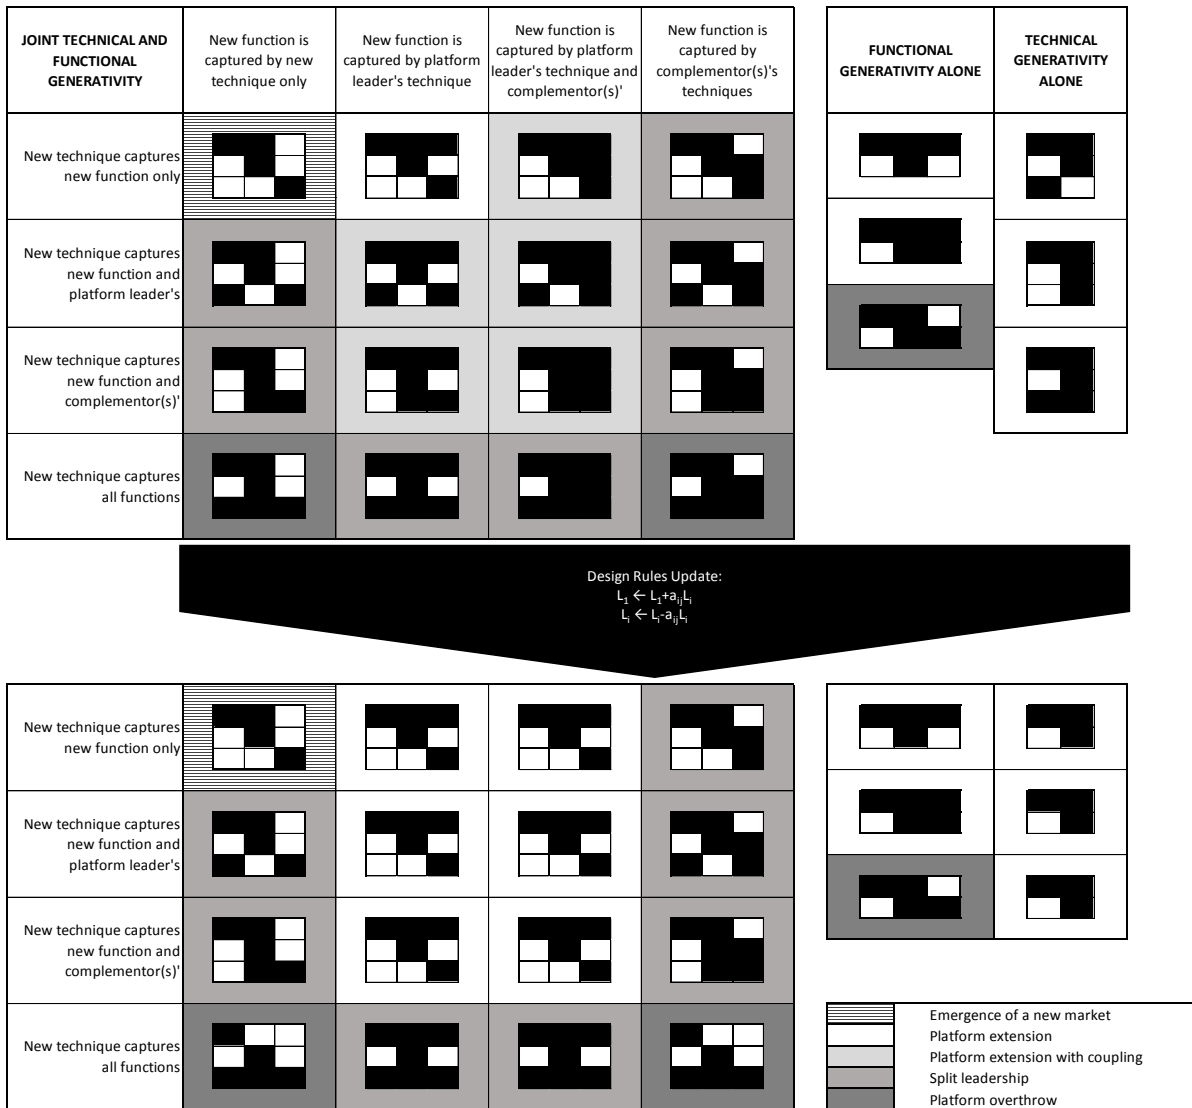 JOINT TECHNICAL AND
FUNCTIONAL
GENERATIVITY
New function is
captured by new
technique only
New function is
captured by platform
leader's technique
New function is
captured by platform
leader's technique and
complementor(s)'
New function is
captured by
complementor(s)'s
techniques
FUNCTIONAL
GENERATIVITY ALONE
TECHNICAL
GENERATIVITY
ALONE
New technique captures
new function only
New technique captures
new function and
platform leader's
New technique captures
new function and
complementor(s)'
New technique captures
all functions
Design Rules Update:
L1 ← L1+aijLi
Li ← Li-aijLi
New technique captures
new function only
New technique captures
new function and
platform leader's
New technique captures
new function and
complementor(s)'
New technique captures
all functions
Emergence of a new market
Platform extension
Platform extension with coupling
Split leadership
Platform overthrow